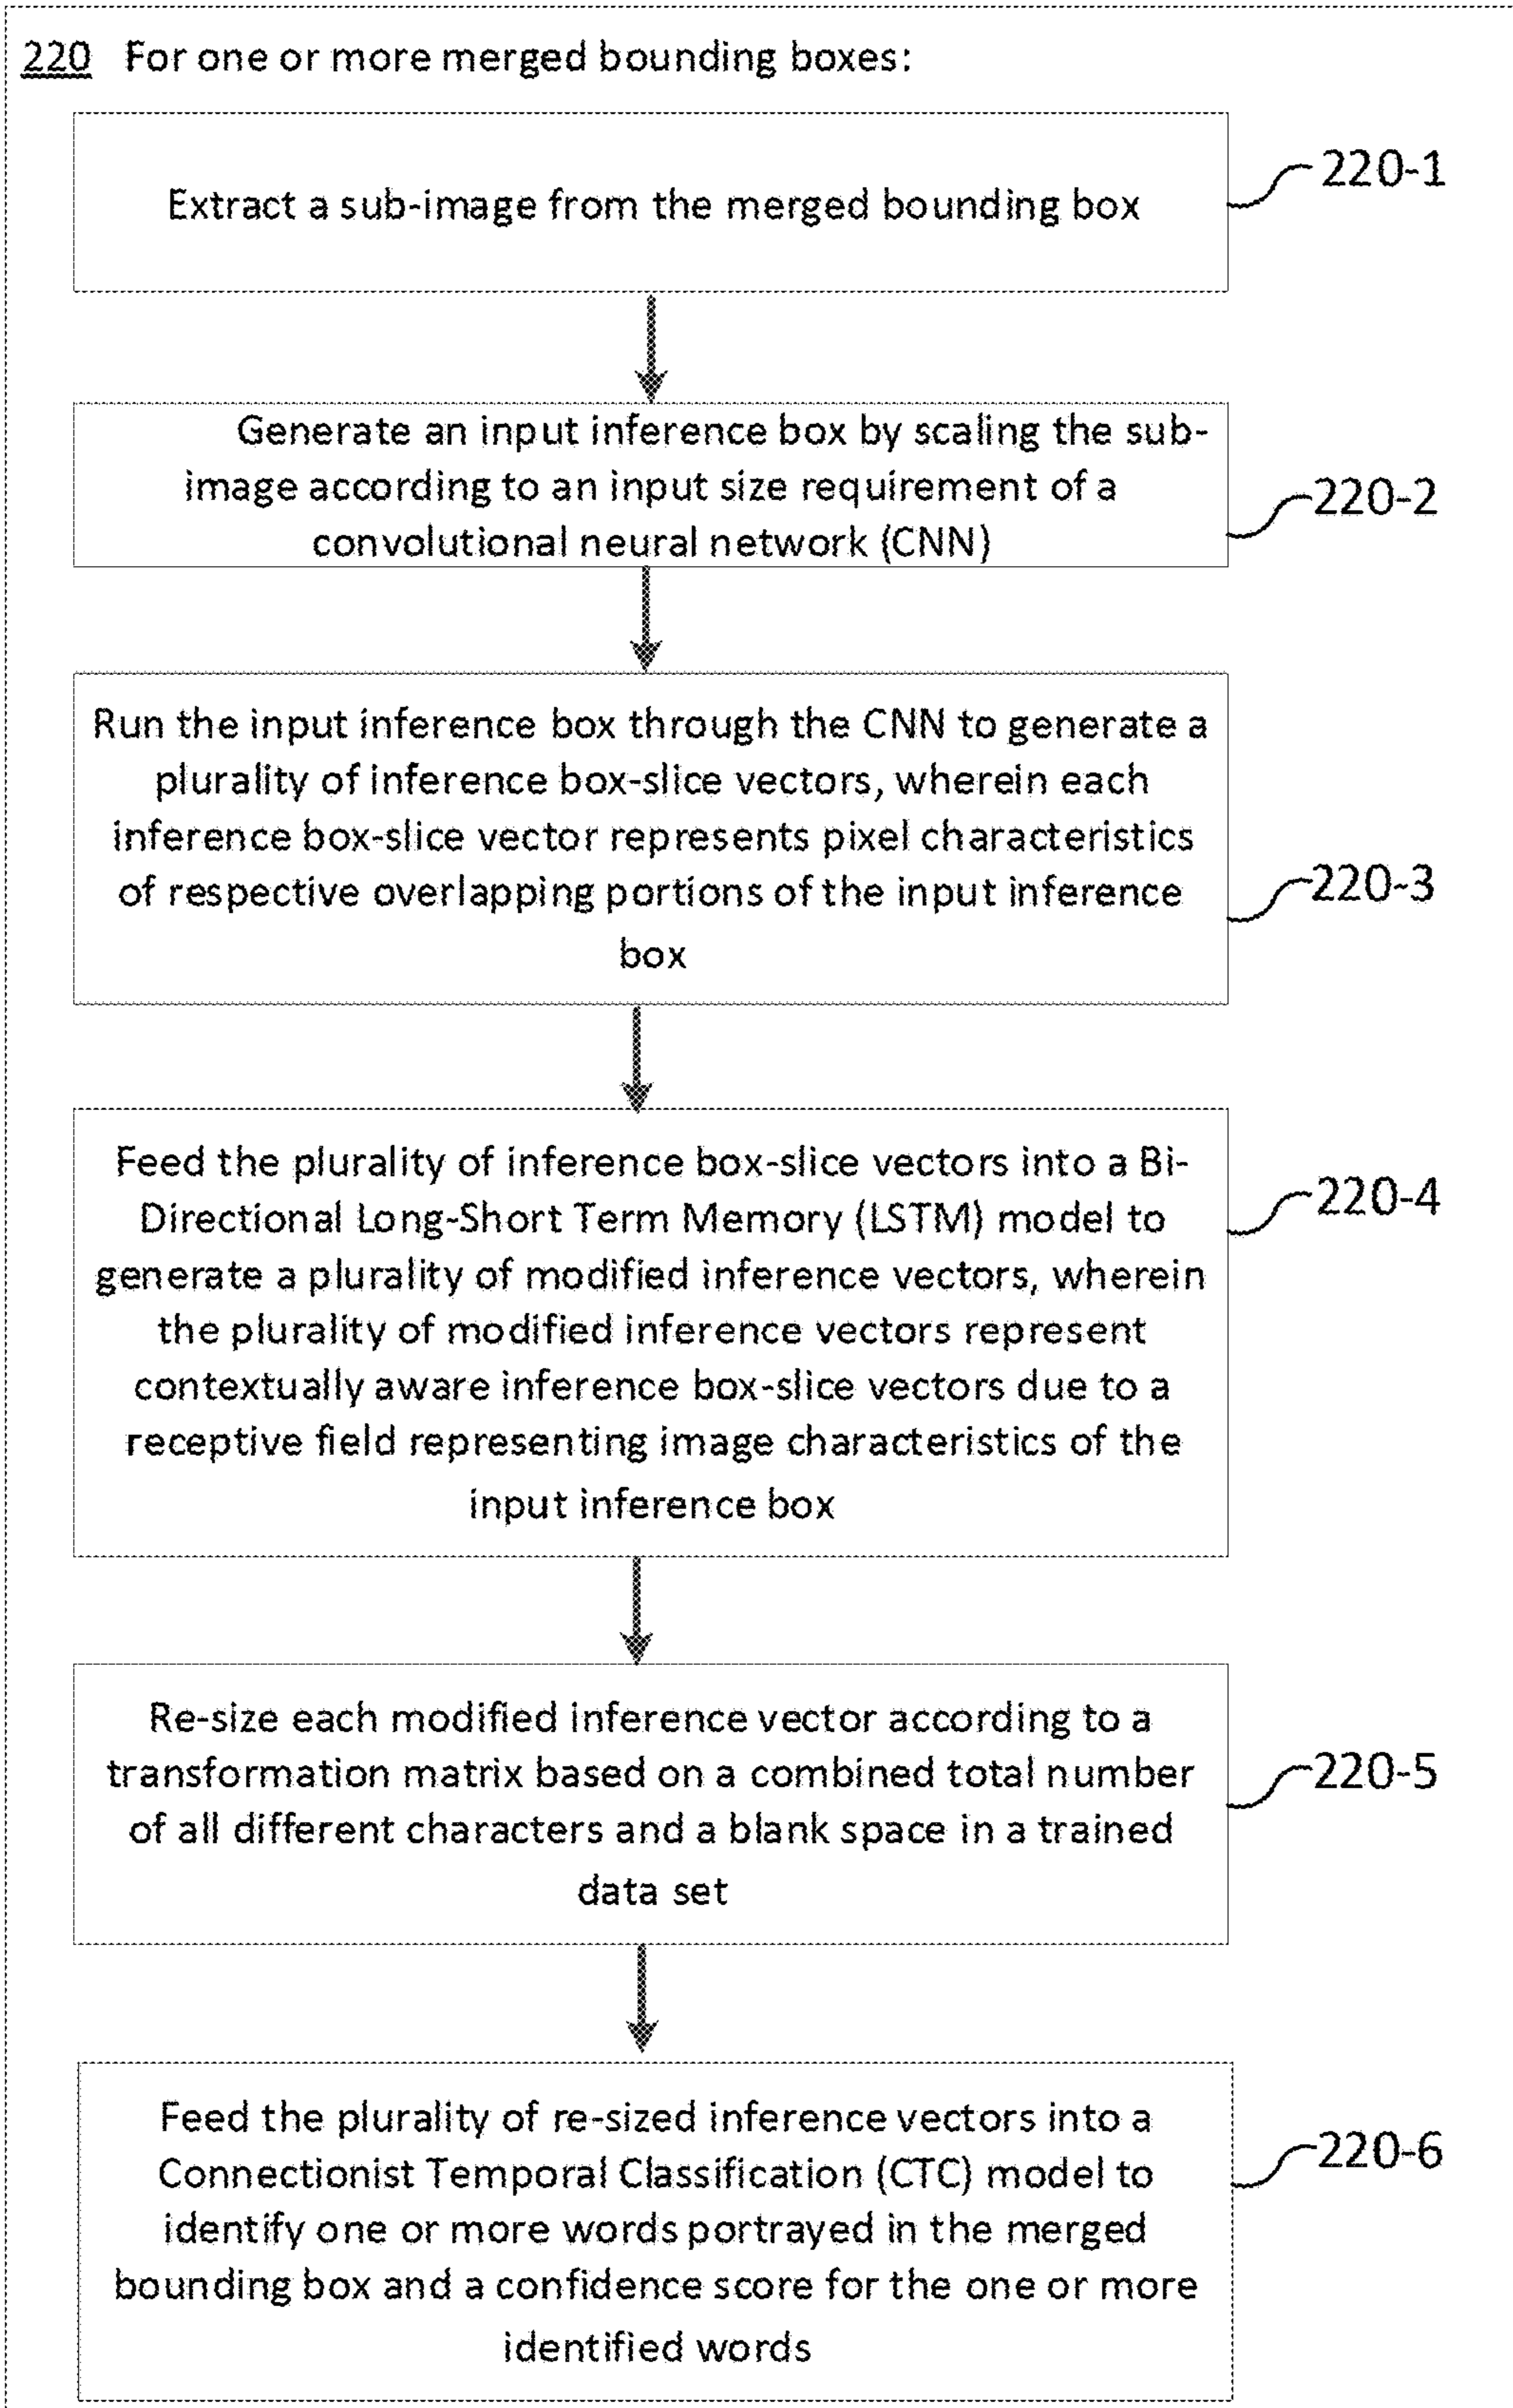 220 For one or more merged bounding boxes:
Extract a sub-image from the merged bounding box
220-1
Generate an input inference box by scaling the sub-
image according to an input size requirement of a
convolutional neural network (CNN)
220-2
Run the input inference box through the CNN to generate a
plurality of inference box-slice vectors, wherein each
inference box-slice vector represents pixel characteristics
of respective overlapping portions of the input inference
box
220-3
Feed the plurality of inference box-slice vectors into a Bi-
Directional Long-Short Term Memory (LSTM) model to
generate a plurality of modified inference vectors, wherein
the plurality of modified inference vectors represent
contextually aware inference box-slice vectors due to a
receptive field representing image characteristics of the
input inference box
220-4
Re-size each modified inference vector according to a
transformation matrix based on a combined total number
of all different characters and a blank space in a trained
data set
220-5
Feed the plurality of re-sized inference vectors into a
Connectionist Temporal Classification (CTC) model to
identify one or more words portrayed in the merged
bounding box and a confidence score for the one or more
identified words
220-6